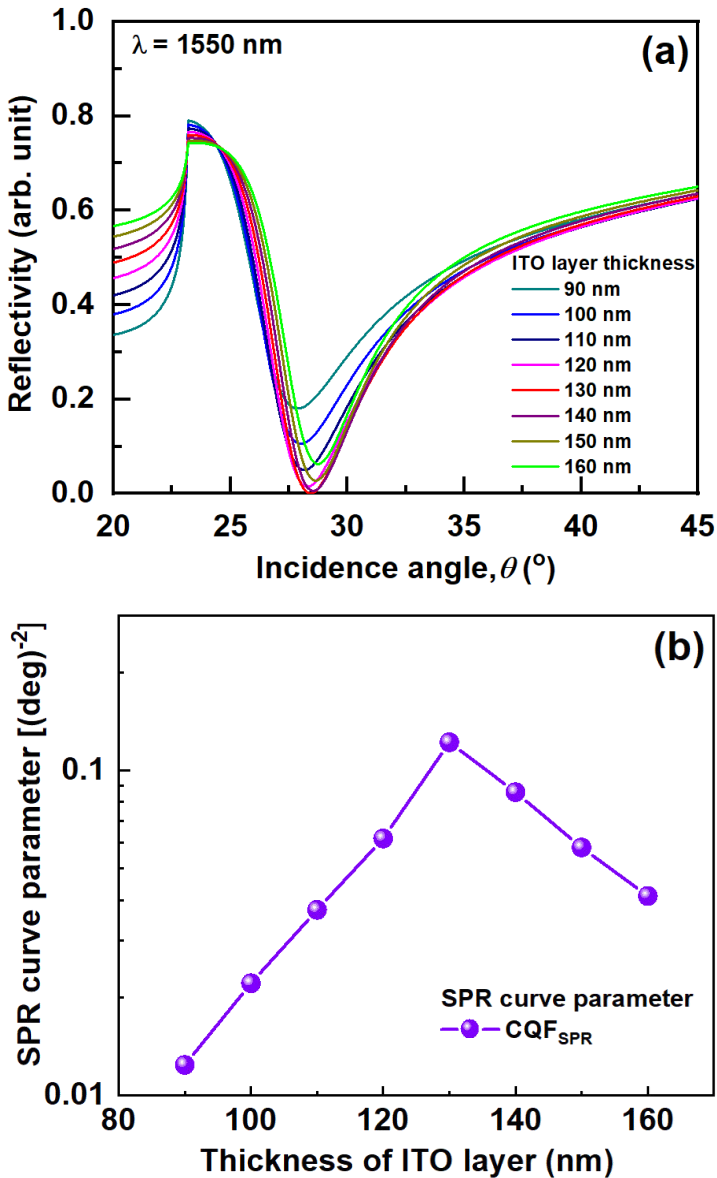 λ = 1550 nm
(a)
1.0
0.8
0.6
0.4
0.2
0.0
Reflectivity (arb. unit)
ITO layer thickness
90 nm
100 nm
110 nm
120 nm
130 nm
140 nm
150 nm
160 nm
20
25
30
35
40
45
Incidence angle,θ (°)
(b)
0.1
0.01
SPR curve parameter [(deg)⁻²]
SPR curve parameter
CQF_SPR
80
100
120
140
160
Thickness of ITO layer (nm)